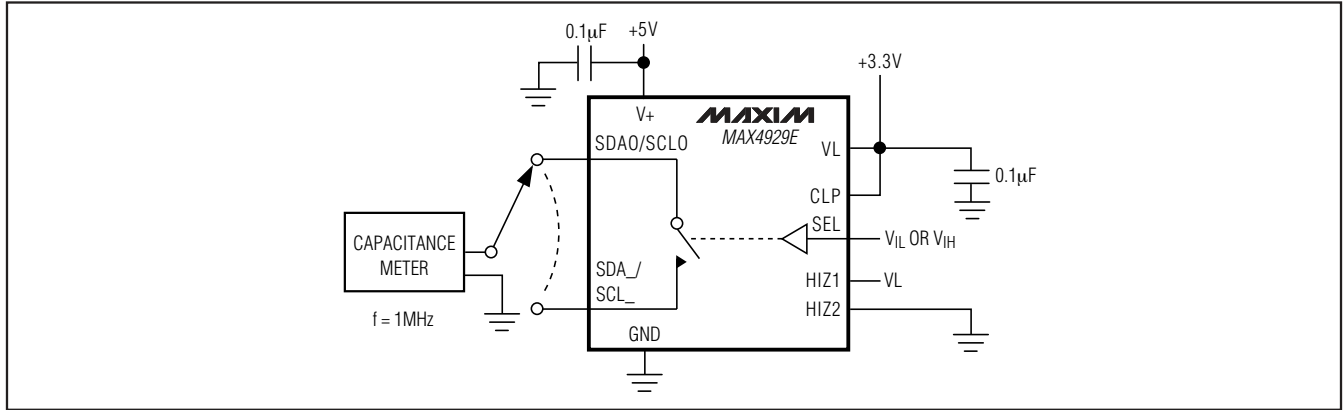 0.1µF
+5V
+3.3V
V+
MAXIM
MAX4929E
SDA0/SCL0
VL
0.1µF
CLP
SEL
VIL OR VIH
CAPACITANCE
METER
SDA_/
SCL_
HIZ1
VL
HIZ2
f = 1MHz
GND